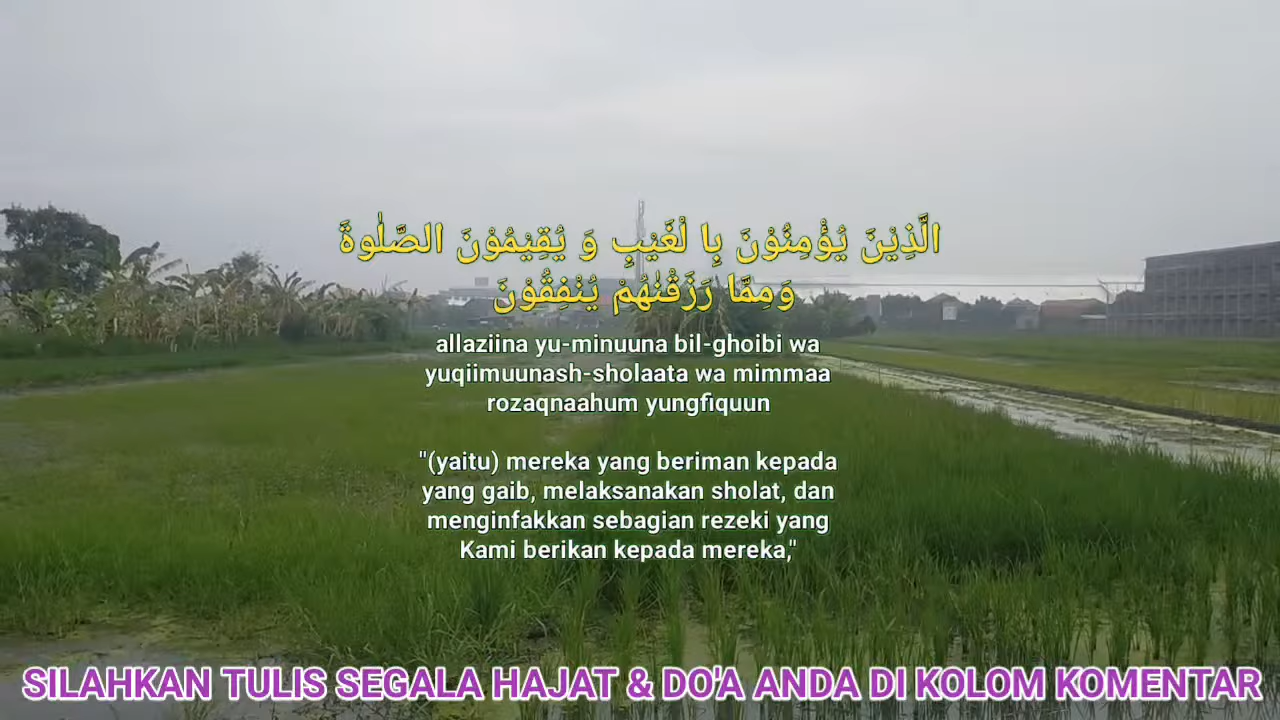 الَّذِيْنَ يُؤْمِنُوْنَ بِا لْغَيْبِ وَ يُقِيْمُوْنَ الصَّلٰوةَ
وَمِمَّا رَزَقْنٰهُمْ يُنْفِقُوْنَ
allaziina yu-minuuna bil-ghoibi wa
yuqiimuunash-sholaata wa mimmaa
rozaqnaahum yungfiquun
"(yaitu) mereka yang beriman kepada
yang gaib, melaksanakan sholat, dan
menginfakkan sebagian rezeki yang
Kami berikan kepada mereka,"
SILAHKAN TULIS SEGALA HAJAT & DO'A ANDA DI KOLOM KOMENTAR